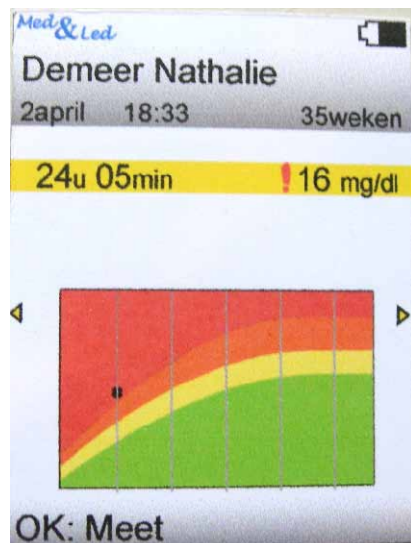 Med&Led
Demeer Nathalie
2april 18:33 35weken
24u 05min !16 mg/dl
OK: Meet